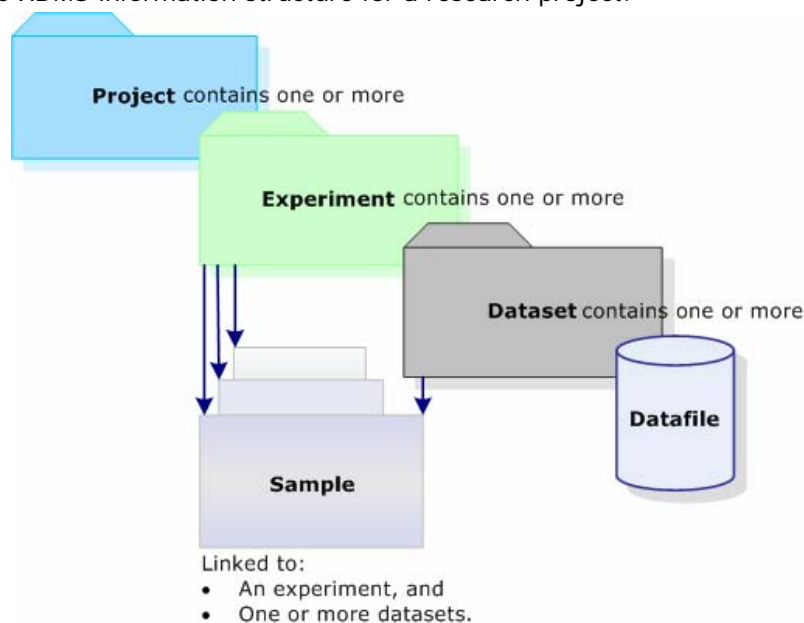 Project contains one or more
Experiment contains one or more
Dataset contains one or more
Datafile
Sample
Linked to:
• An experiment, and
• One or more datasets.